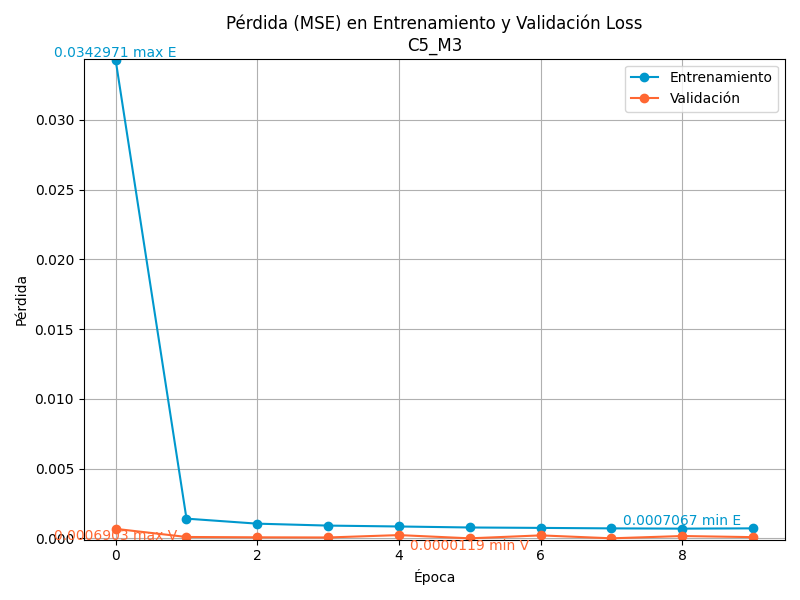 Pérdida (MSE) en Entrenamiento y Validación Loss
C5_M3
0.0342971 max E
Entrenamiento
Validación
0.030
0.025
0.020
0.015
0.010
0.005
0.000
Pérdida
0.0007067 min E
0.0006963 max V
0.0000119 min V
0
2
4
6
8
Época